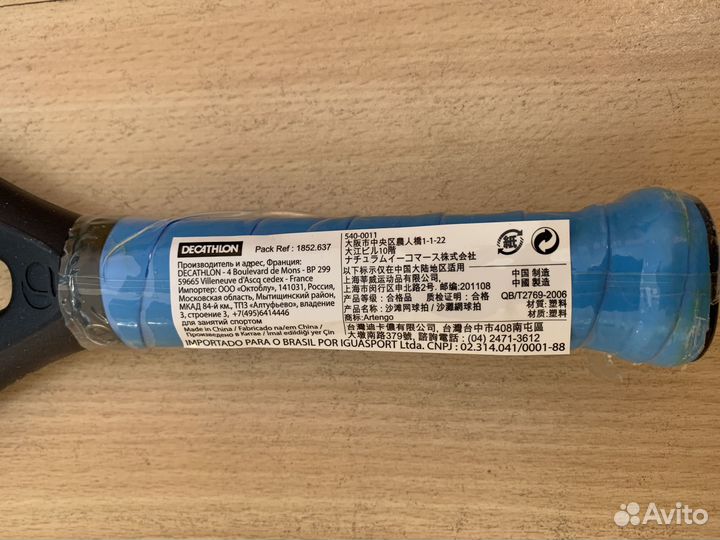 DECATHLON Pack Ref : 1852.637
Производитель и адрес, Франция:
DECATHLON - 4 Boulevard de Mons - BP 299
59665 Villeneuve d'Ascq cedex - France
Импортер: ООО «Октоблу», 141031, Россия,
Московская область, Мытищинский район,
МКАД 84-й км., ТПЗ «Алтуфьево», владение
3, строение 3, +7(495)6414446
для занятий спортом
Made in China / Fabricado na/em China /
Произведено в Китае / İmal edildiği yer Çin
540-0011
大阪市中央区農人橋1-1-22
大江ビル10階
ナチュラムイーコマース株式会社
紙
以下标示仅在中国大陆地区适用
上海莘威运动品有限公司,
上海市闵行区申北路2号, 邮编:201108
等级:合格品 质检证明:合格
品名:沙滩网球拍 / 沙灘網球拍
商标:Artengo
中国 制造
中國 製造
QB/T2769-2006
材质:塑料
材质:塑料
台灣迪卡儂有限公司, 台灣台中市408南屯區
大墩南路379號, 諮詢電話: (04) 2471-3612
IMPORTADO PARA O BRASIL POR IGUASPORT Ltda. CNPJ : 02.314.041/0001-88
Avito